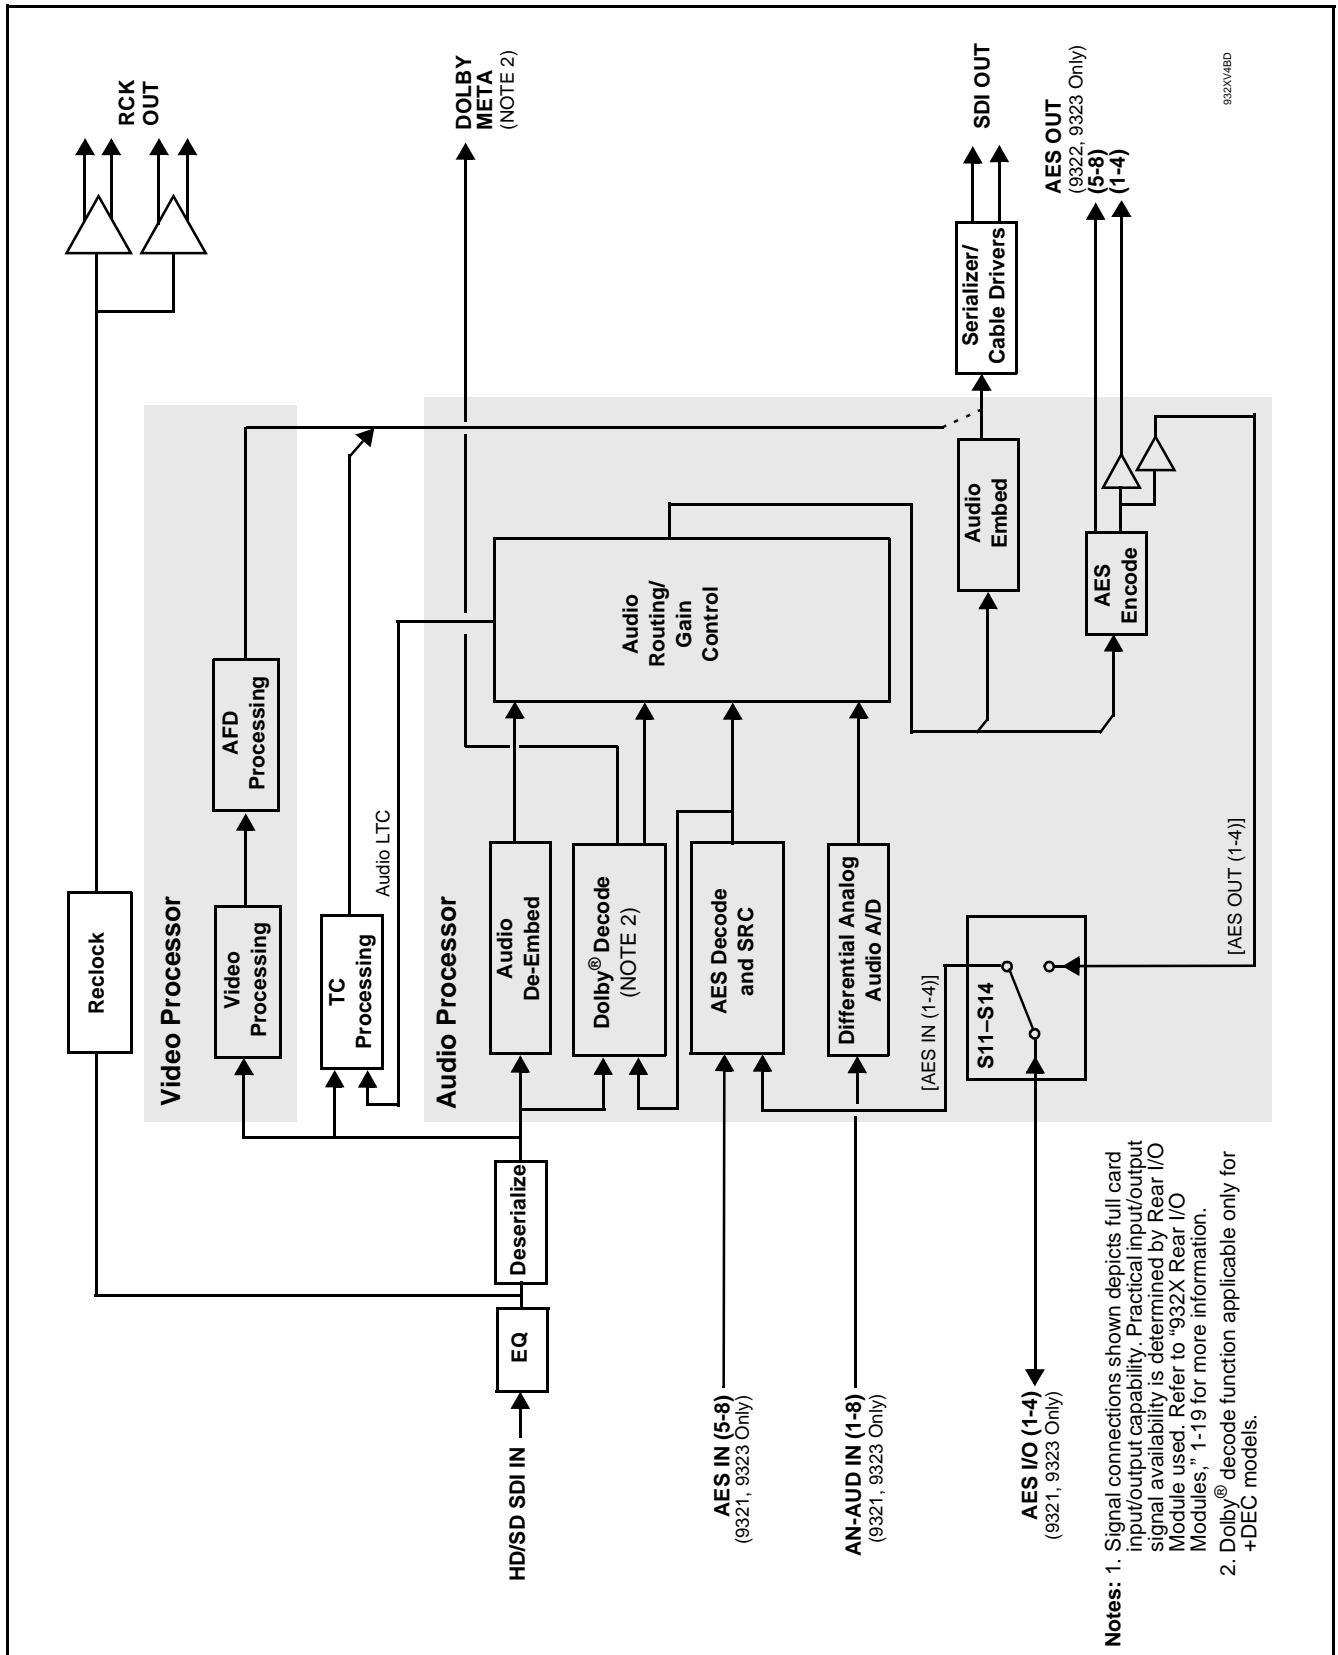 RCK
OUT
DOLBY
META
(NOTE 2)
SDI OUT
AES OUT
(9322, 9323 Only)
(5-8)
(1-4)
932XV4BD
Reclock
Video Processor
Video
Processing
AFD
Processing
TC
Processing
Audio LTC
Audio Processor
Audio
De-Embed
Dolby® Decode
(NOTE 2)
AES Decode
and SRC
Differential Analog
Audio A/D
Audio
Routing/
Gain
Control
Audio
Embed
Serializer/
Cable Drivers
AES
Encode
[AES IN (1-4)]
S11–S14
[AES OUT (1-4)]
HD/SD SDI IN
EQ
Deserialize
AES IN (5-8)
(9321, 9323 Only)
AN-AUD IN (1-8)
(9321, 9323 Only)
AES I/O (1-4)
(9321, 9323 Only)
Notes: 1. Signal connections shown depicts full card
input/output capability. Practical input/output
signal availability is determined by Rear I/O
Module used. Refer to “932X Rear I/O
Modules,” 1-19 for more information.
2. Dolby® decode function applicable only for
+DEC models.